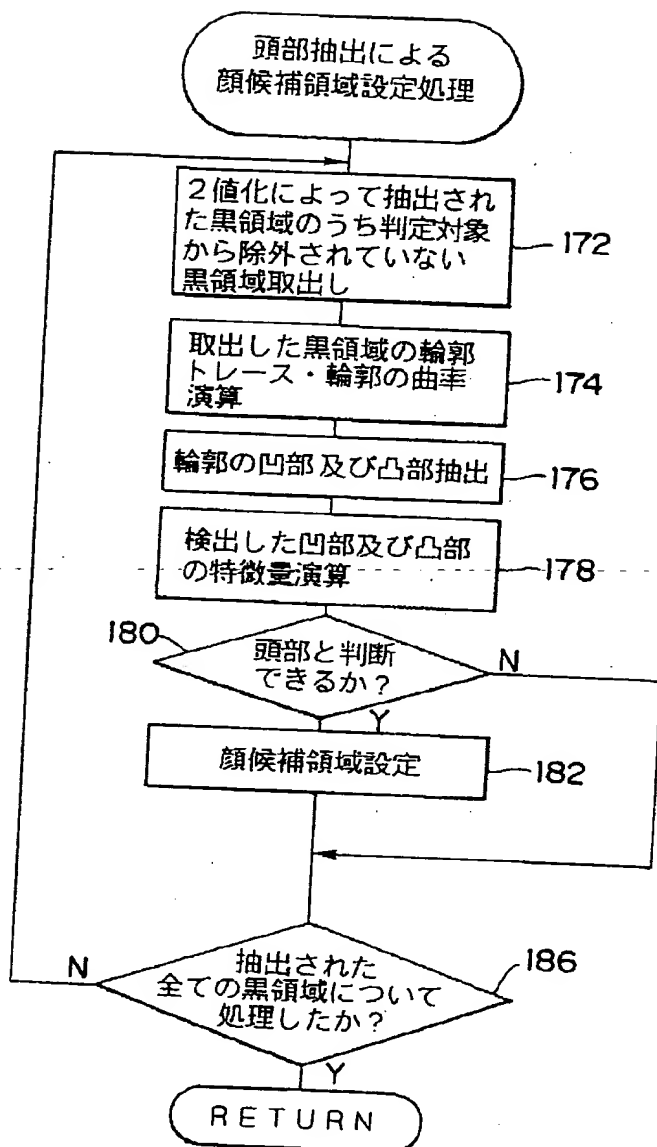 頭部抽出による
顔候補領域設定処理
2値化によって抽出され
た黒領域のうち判定対象
から除外されていない
黒領域取出し
172
取出した黒領域の輪郭
トレース・輪郭の曲率
演算
174
輪郭の凹部及び凸部抽出
176
検出した凹部及び凸部
の特徴量演算
178
180
頭部と判断
できるか?
N
Y
顔候補領域設定
182
N
抽出された
全ての黒領域について
処理したか?
186
Y
RETURN